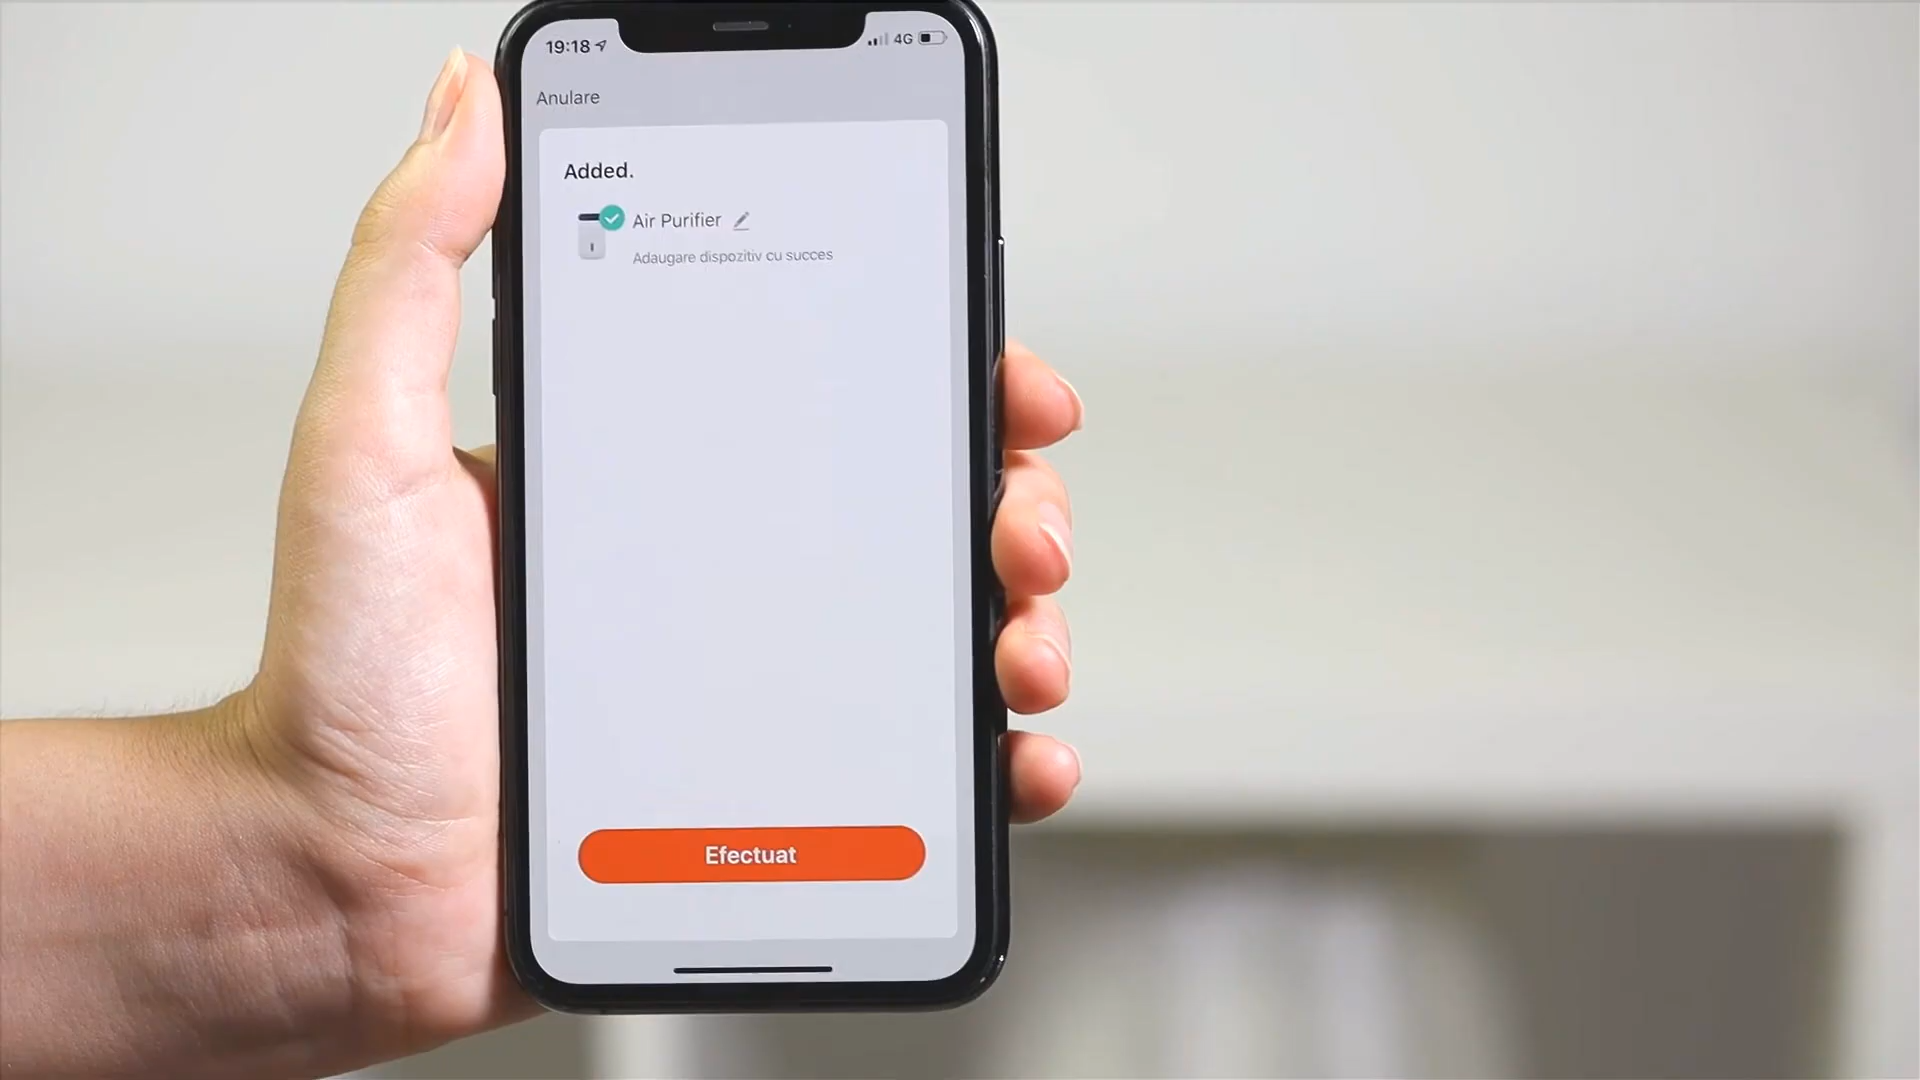 19:18
4G
Anulare
Added.
Air Purifier
Adaugare dispozitiv cu succes
Efectuat